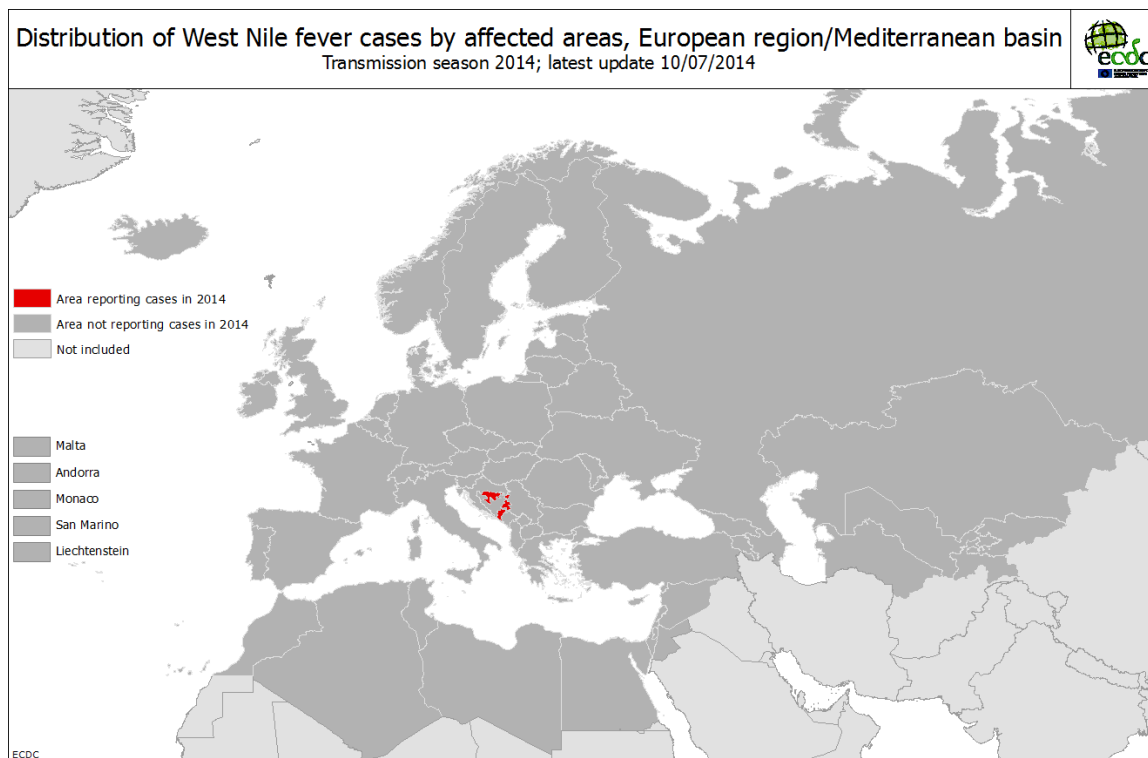 Distribution of West Nile fever cases by affected areas, European region/Mediterranean basin
Transmission season 2014; latest update 10/07/2014
ecdc
Area reporting cases in 2014
Area not reporting cases in 2014
Not included
Malta
Andorra
Monaco
San Marino
Liechtenstein
ECDC